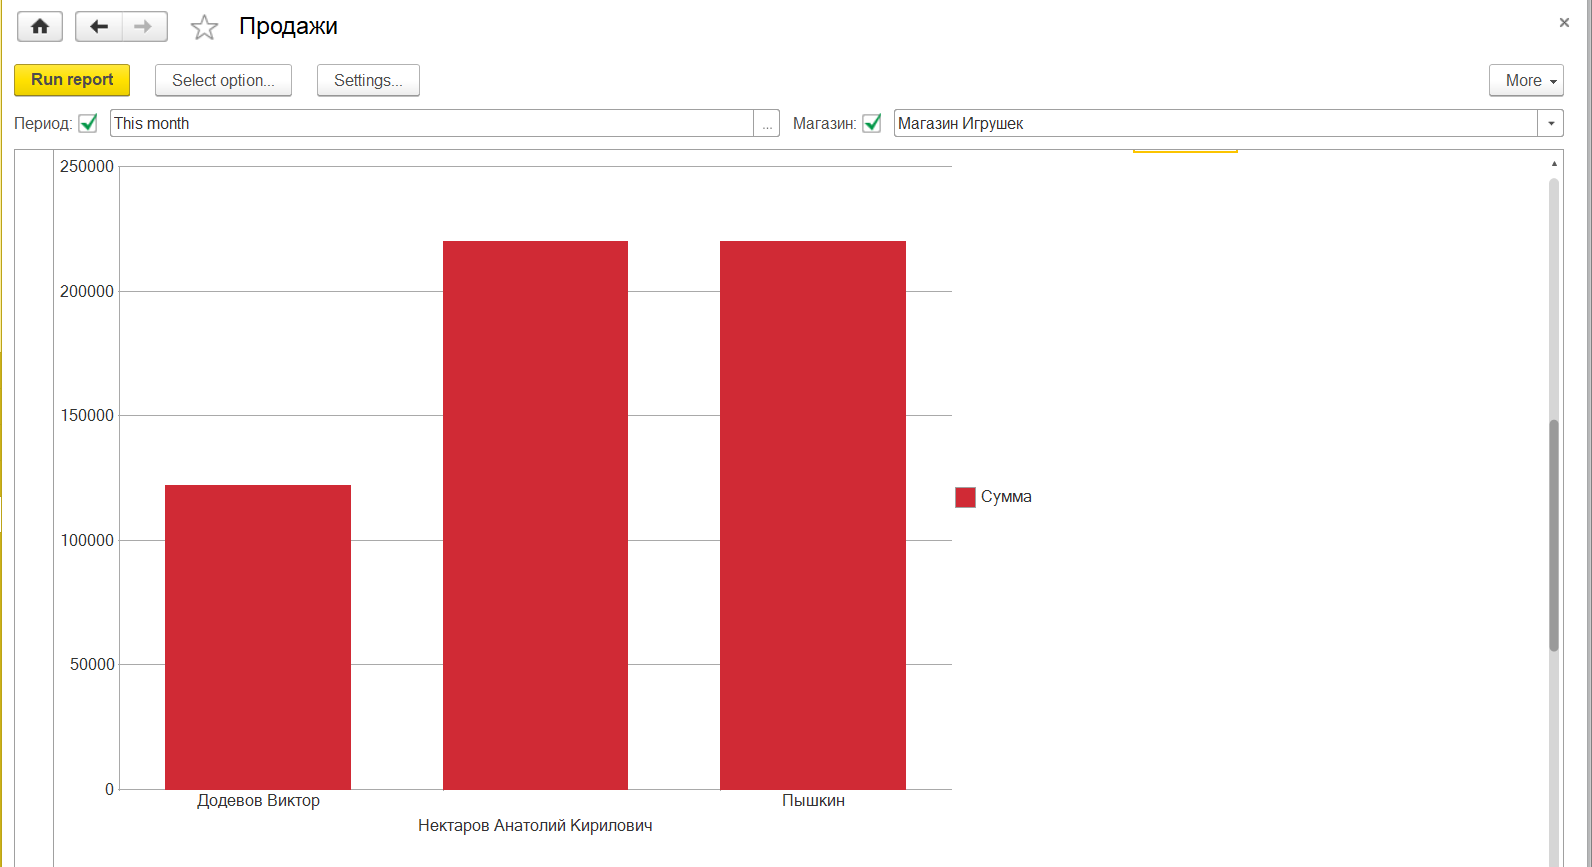 Продажи
Run report
Select option...
Settings...
More
Период:
This month
...
Магазин:
Магазин Игрушек
250000
200000
150000
100000
50000
0
Сумма
Додевов Виктор
Пышкин
Нектаров Анатолий Кирилович